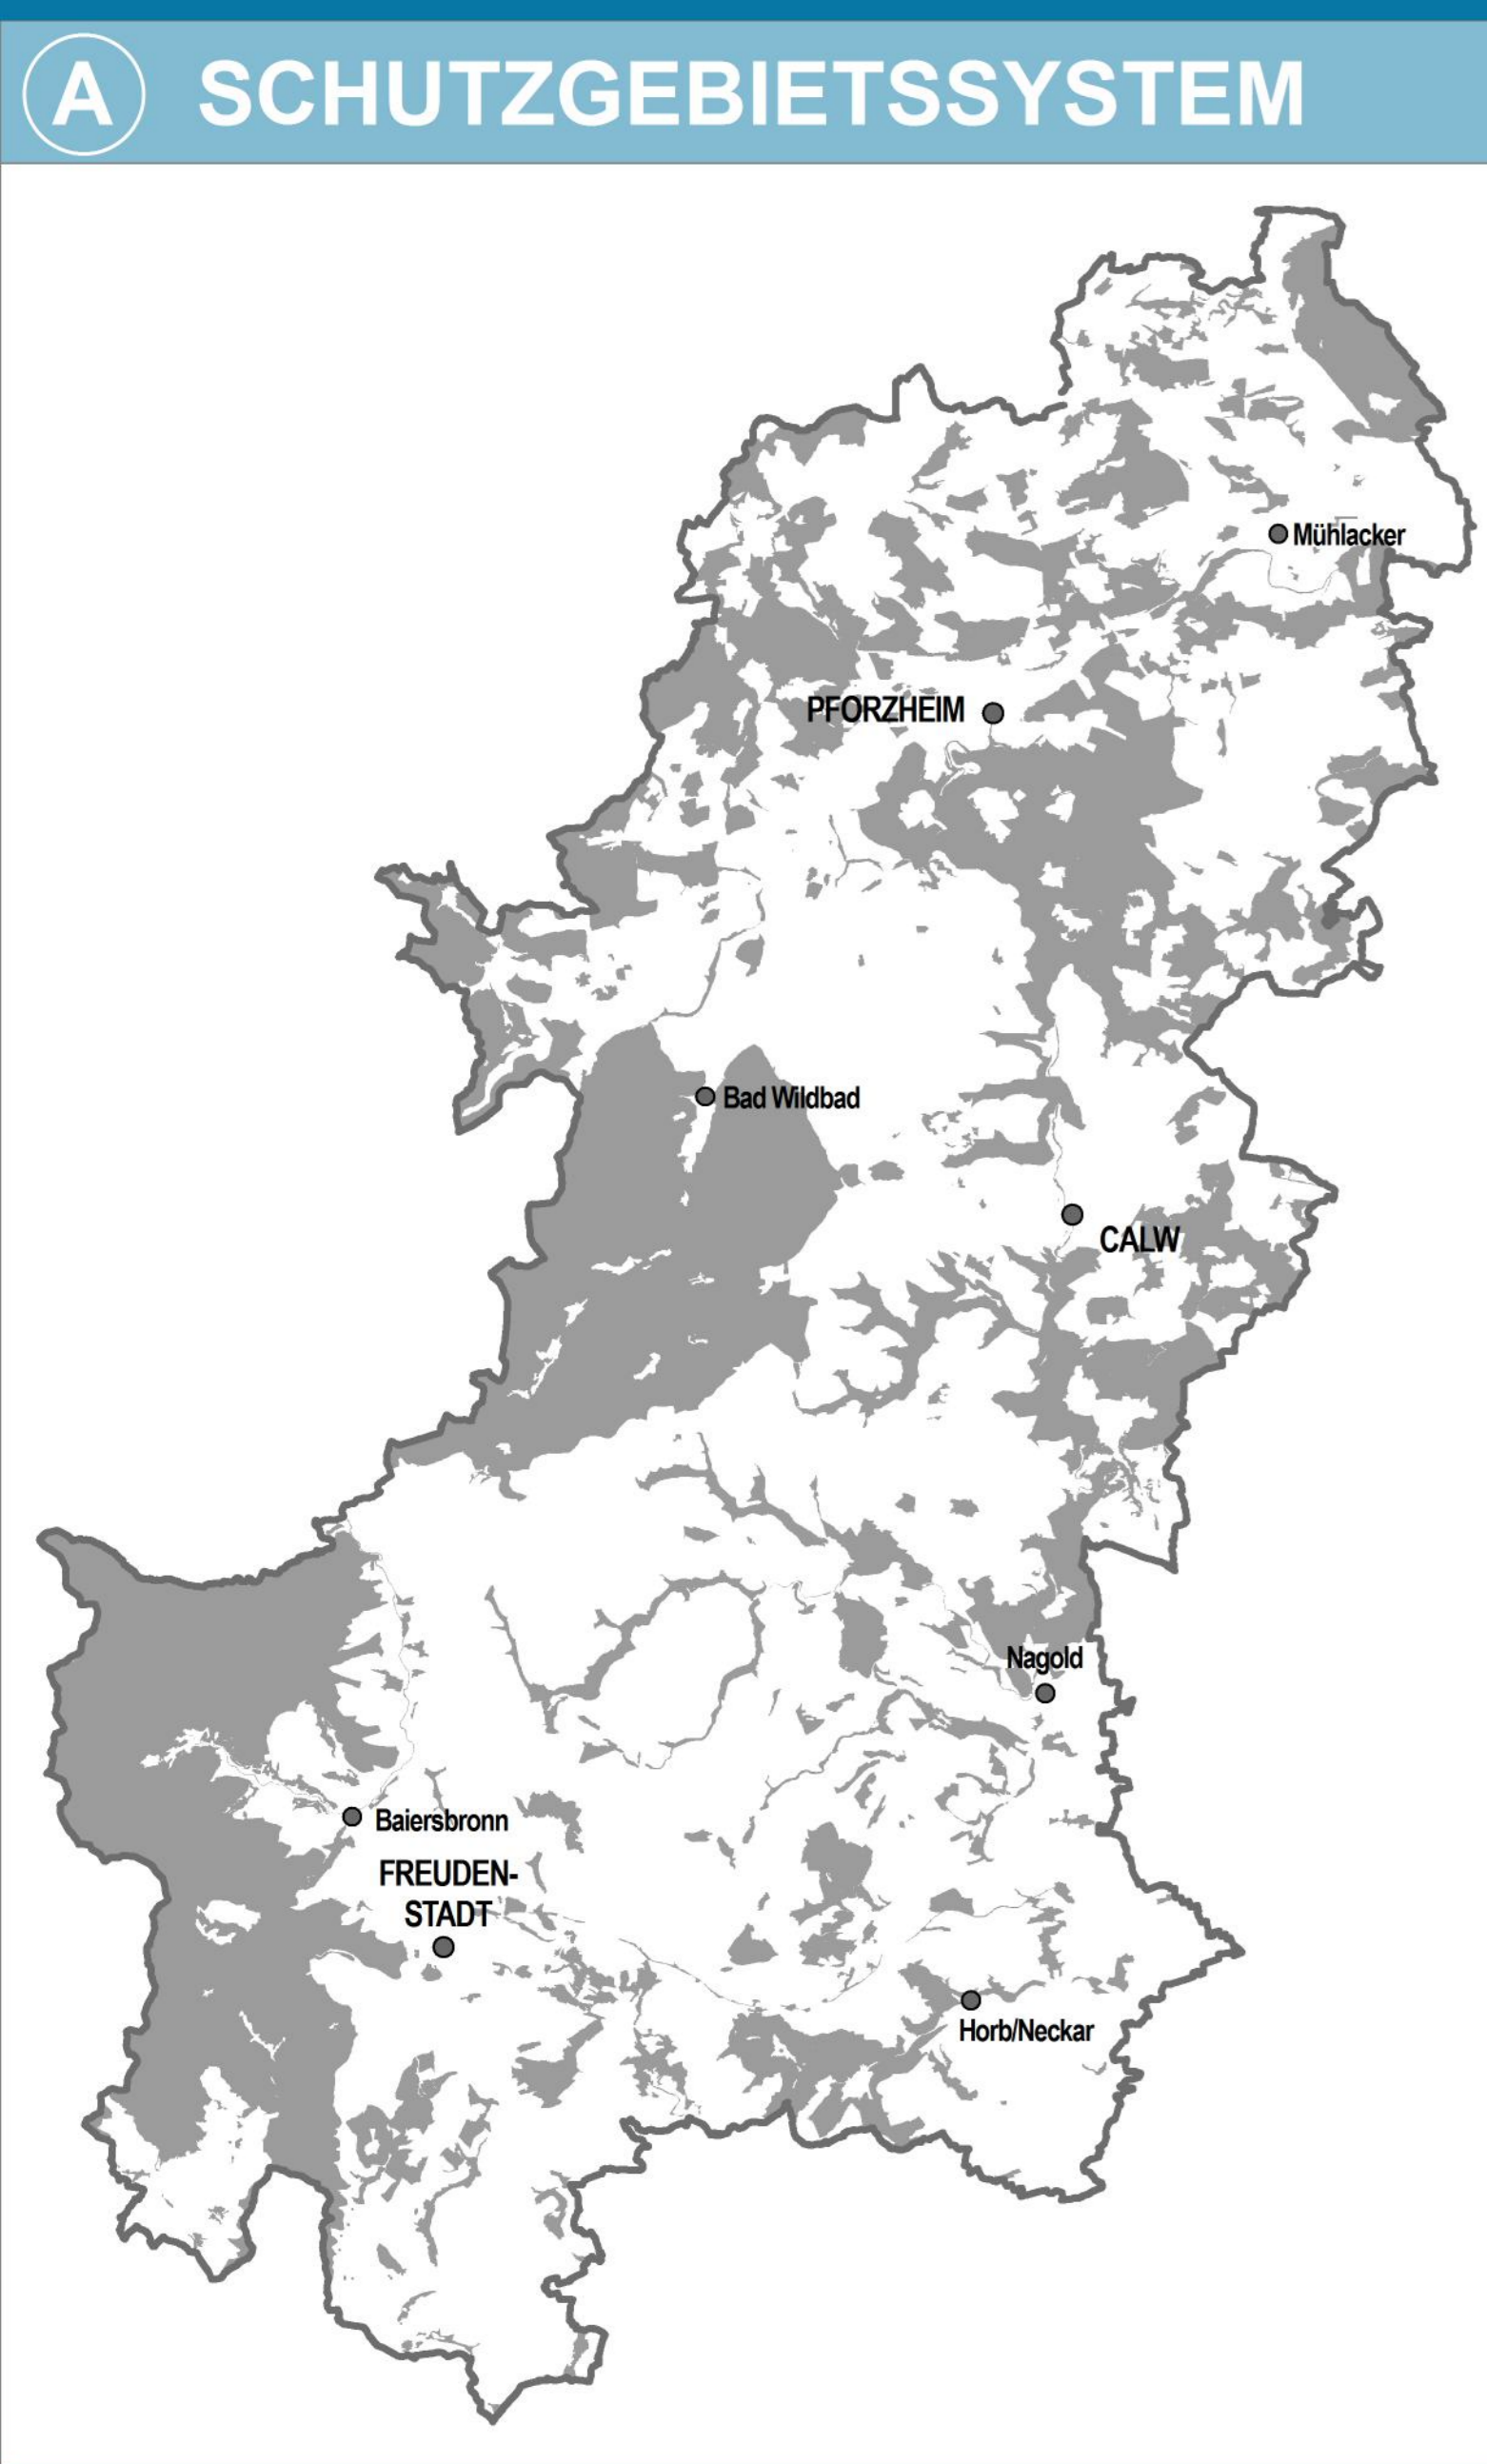 A SCHUTZGEBIETSSYSTEM
Mühlacker
PFORZHEIM
Bad Wildbad
CALW
Nagold
Baiersbronn
FREUDEN-
STADT
Horb/Neckar